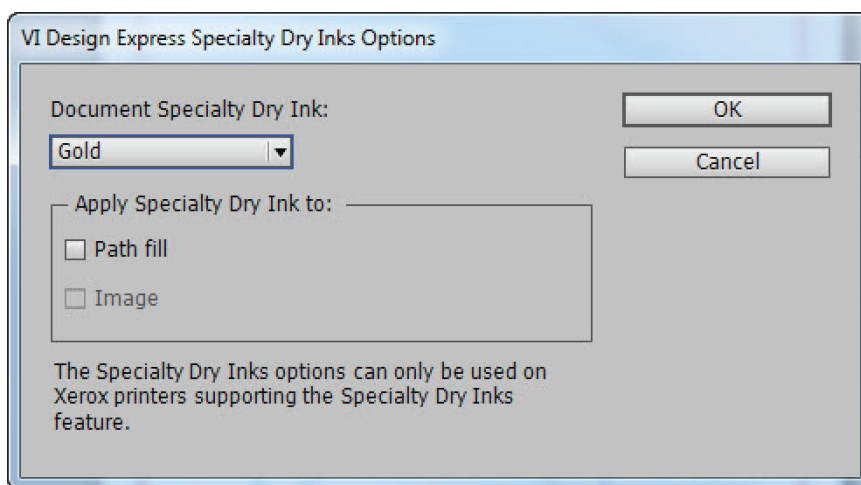 VI Design Express Specialty Dry Inks Options
Document Specialty Dry Ink:
Gold
OK
Cancel
Apply Specialty Dry Ink to:
Path fill
Image
The Specialty Dry Inks options can only be used on
Xerox printers supporting the Specialty Dry Inks
feature.